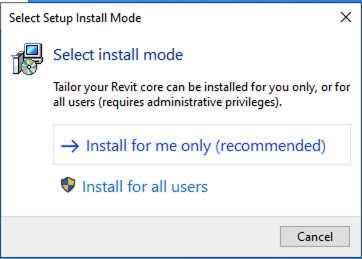 Select Setup Install Mode
Select install mode
Tailor your Revit core can be installed for you only, or for
all users (requires administrative privileges).
Install for me only (recommended)
Install for all users
Cancel